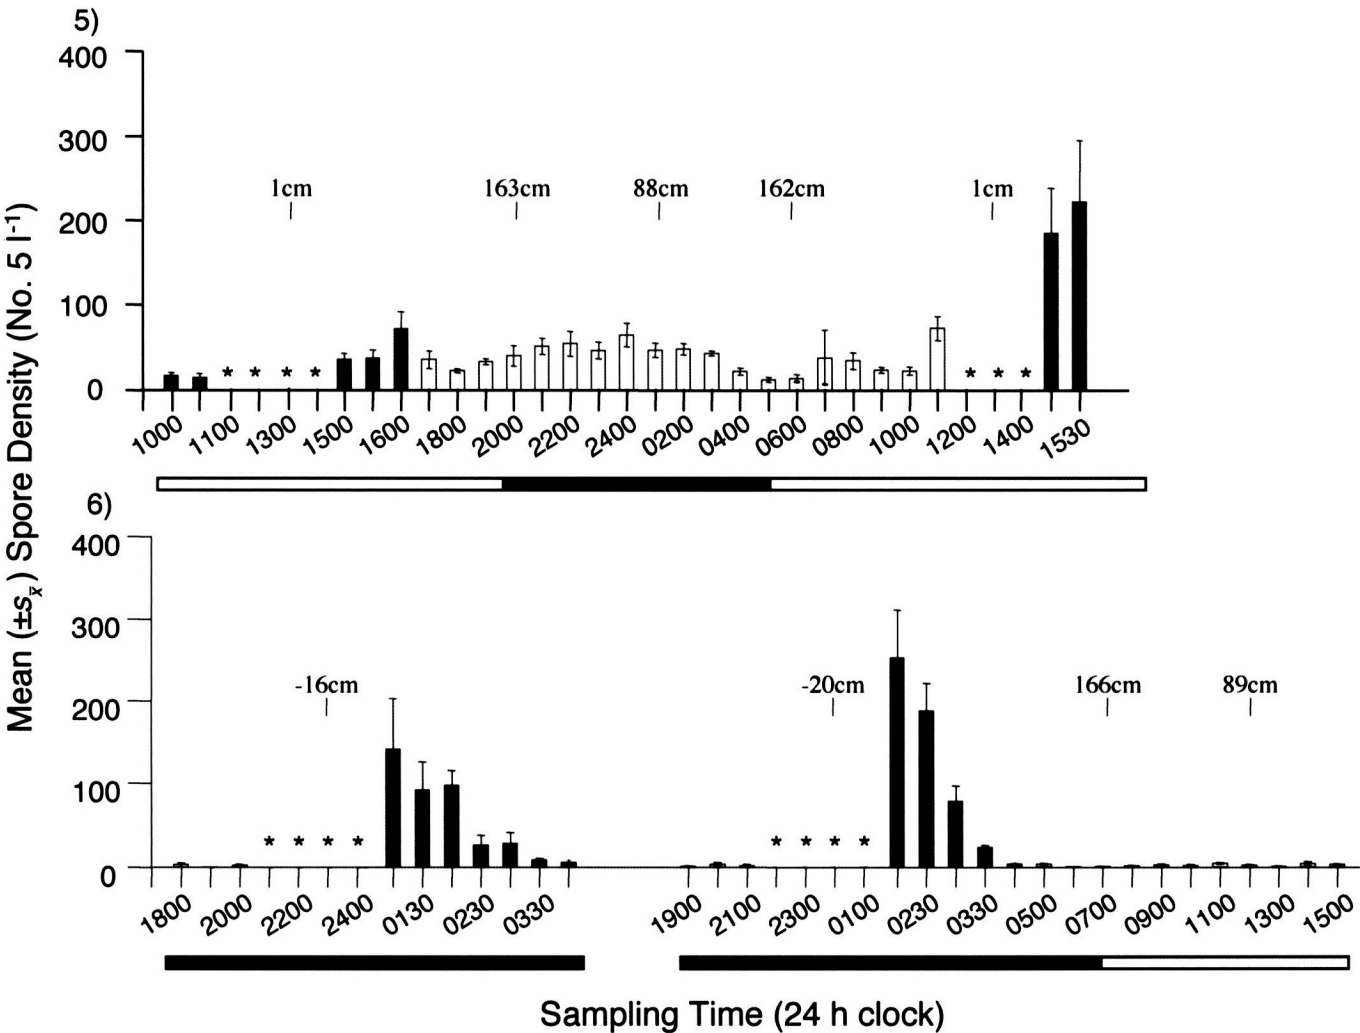 5)
Mean (±sx̄) Spore Density (No. 5 l-1)
400
300
200
100
0
1cm 163cm 88cm 162cm 1cm
* * * * * * *
1000 1100 1300 1500 1600 1800 2000 2200 2400 0200 0400 0600 0800 1000 1200 1400 1530
6)
400
300
200
100
0
-16cm -20cm 166cm 89cm
* * * * * * * *
1800 2000 2200 2400 0130 0230 0330 1900 2100 2300 0100 0230 0330 0500 0700 0900 1100 1300 1500
Sampling Time (24 h clock)